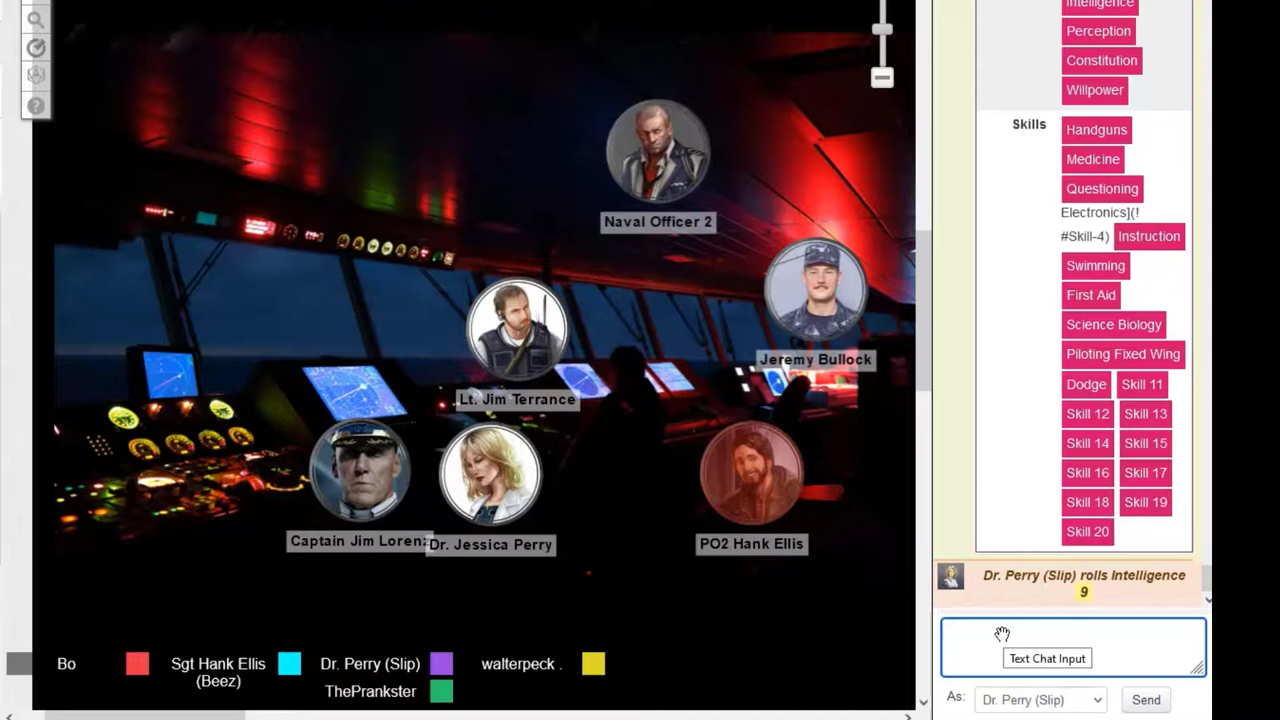 Intelligence
Perception
Constitution
Willpower
Skills
Handguns
Medicine
Questioning
Electronics](!
#Skill-4) Instruction
Swimming
First Aid
Science Biology
Piloting Fixed Wing
Dodge Skill 11
Skill 12 Skill 13
Skill 14 Skill 15
Skill 16 Skill 17
Skill 18 Skill 19
Skill 20
Naval Officer 2
Jeremy Bullock
Lt. Jim Terrance
Captain Jim Lorenz
Dr. Jessica Perry
PO2 Hank Ellis
Dr. Perry (Slip) rolls Intelligence
9
Text Chat Input
As: Dr. Perry (Slip) Send
Bo
Sgt Hank Ellis
(Beez)
Dr. Perry (Slip)
walterpeck .
ThePrankster